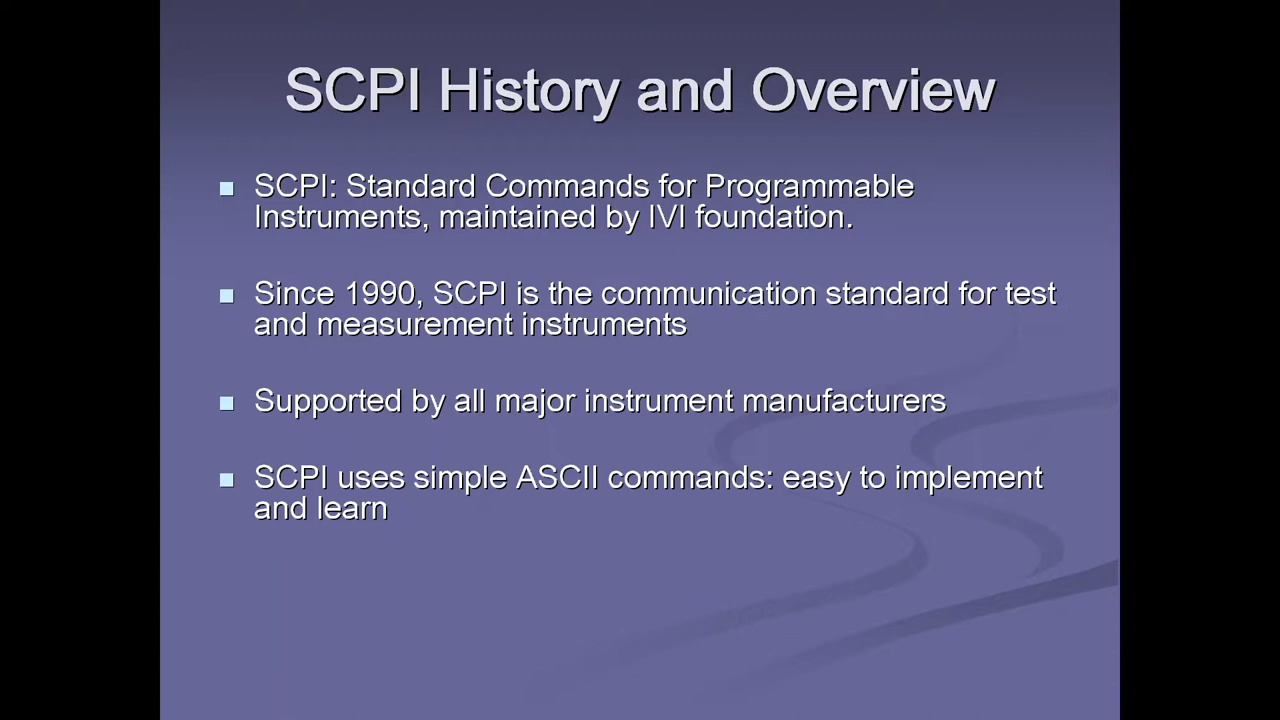 SCPI History and Overview
SCPI: Standard Commands for Programmable
Instruments, maintained by IVI foundation.
Since 1990, SCPI is the communication standard for test
and measurement instruments
Supported by all major instrument manufacturers
SCPI uses simple ASCII commands: easy to implement
and learn